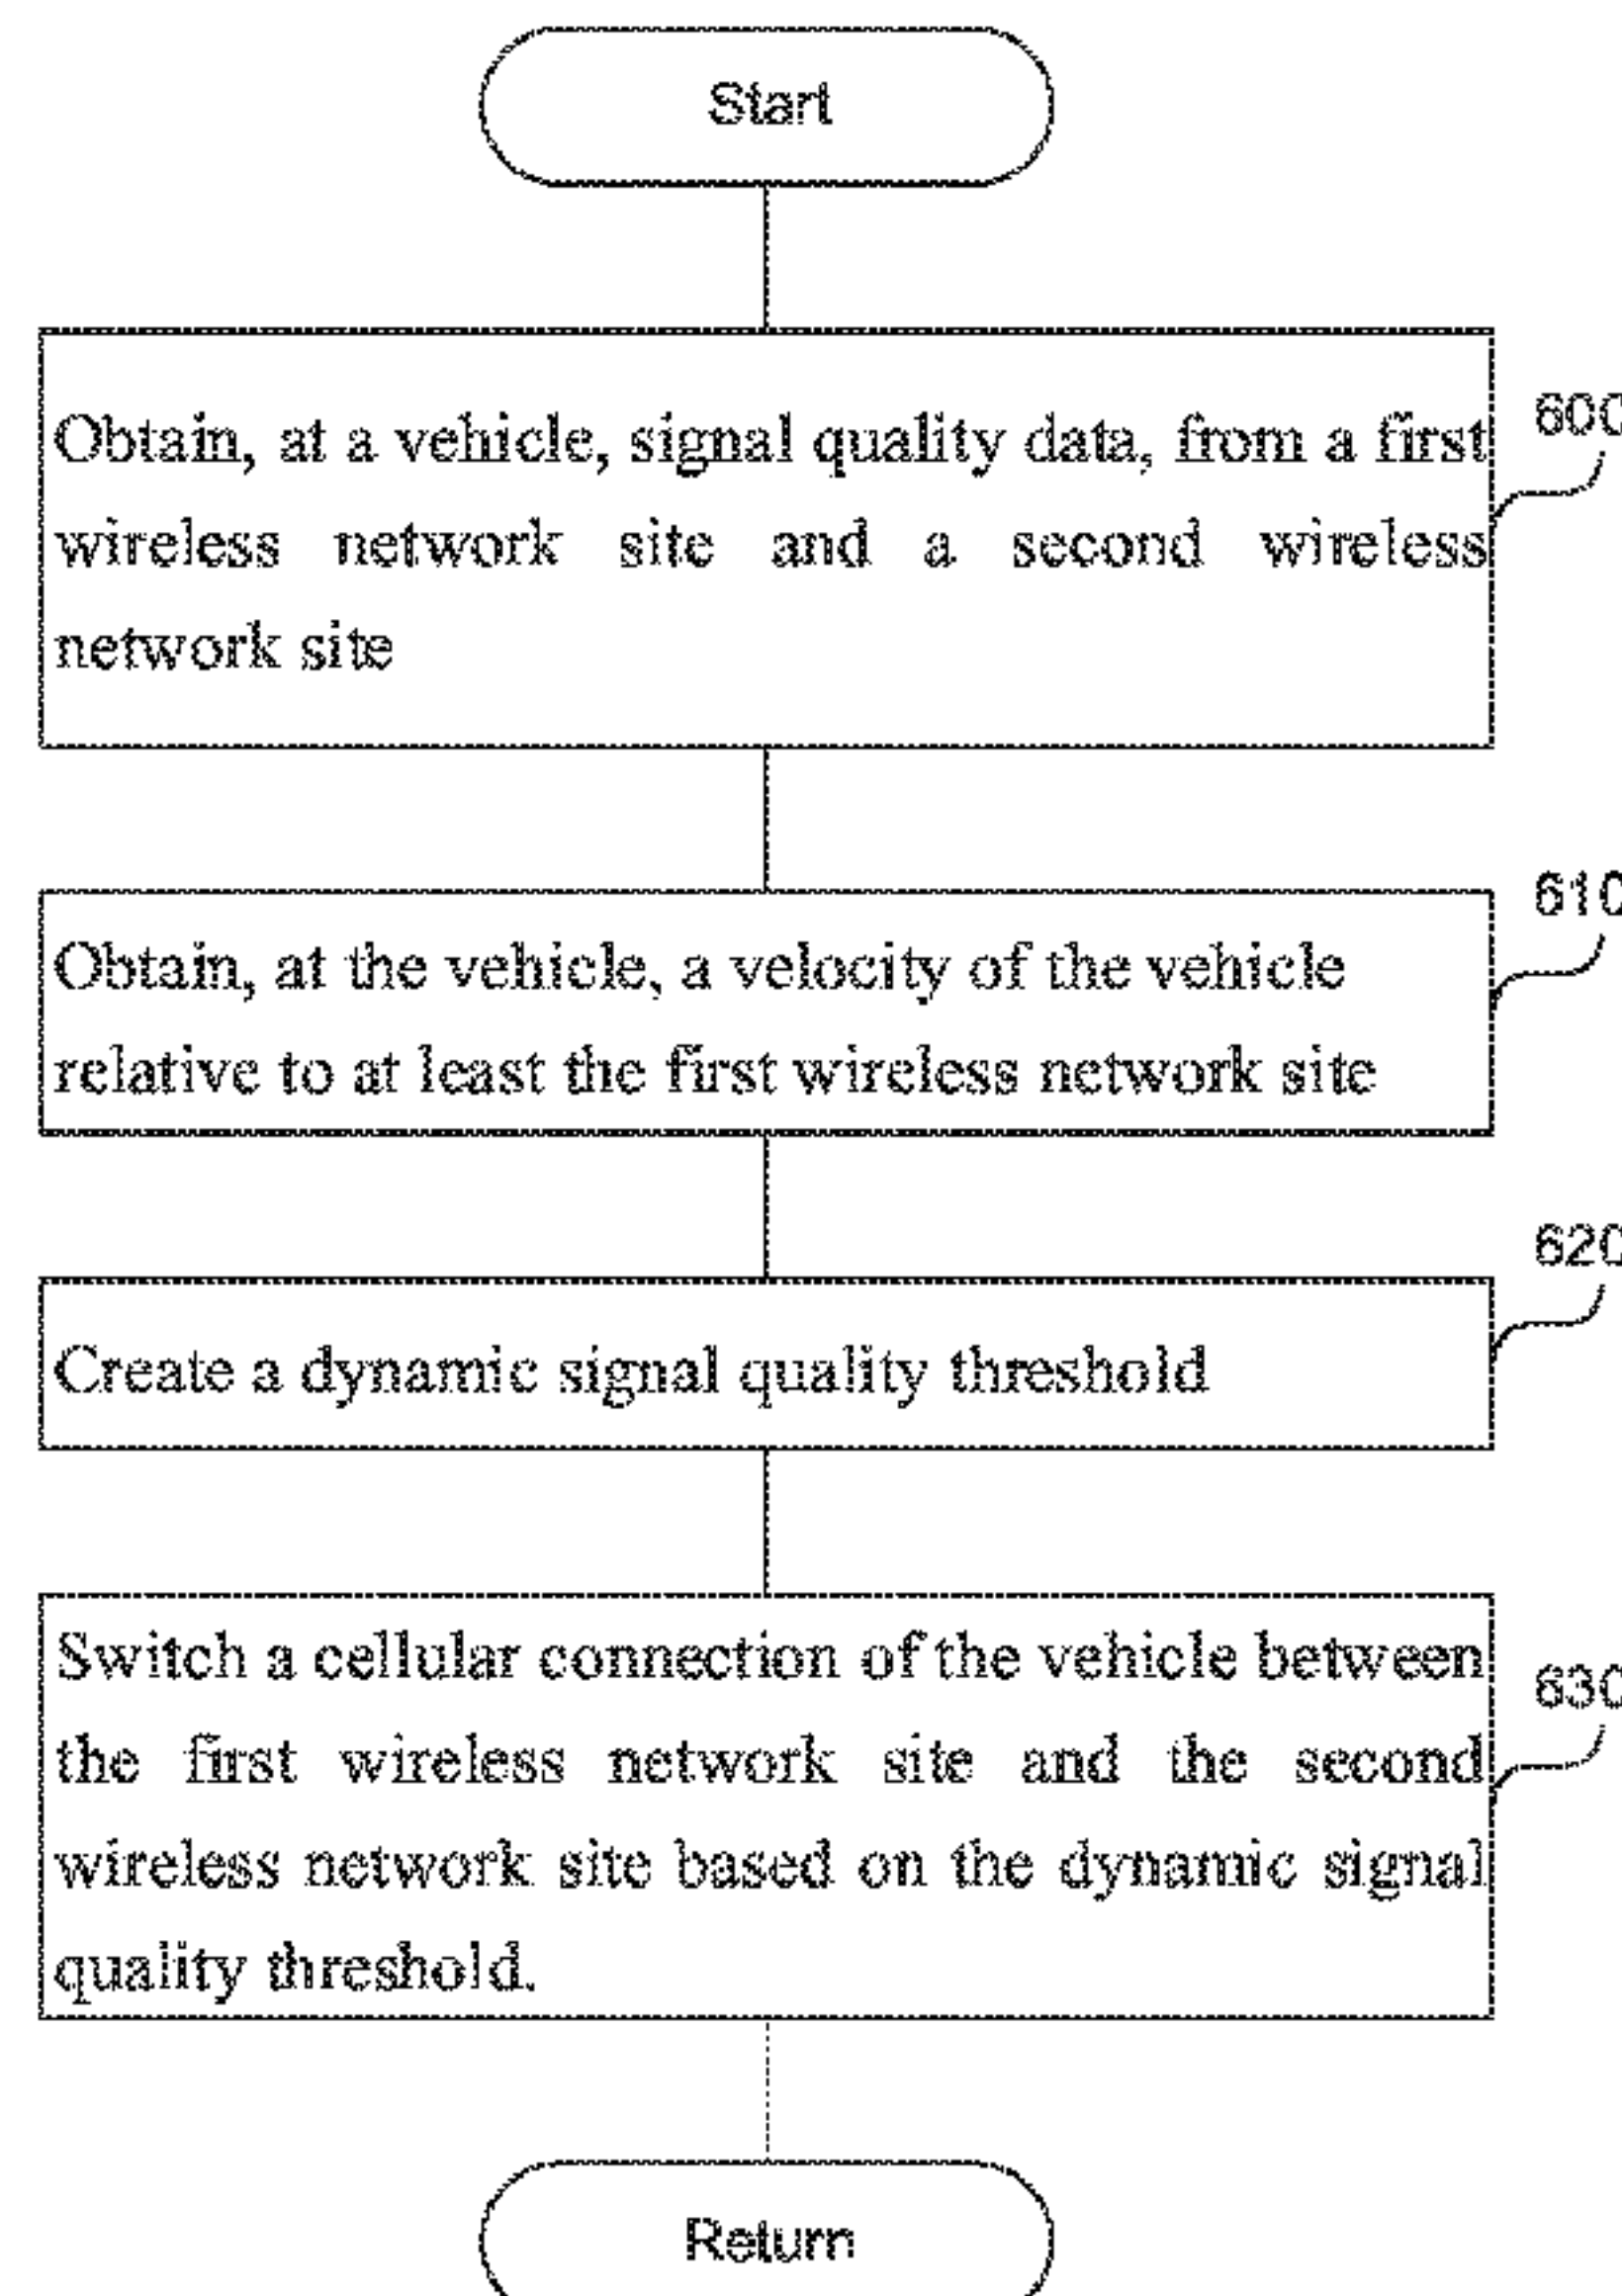 Start
Obtain, at a vehicle, signal quality data, from a first
wireless network site and a second wireless
network site
600
Obtain, at the vehicle, a velocity of the vehicle
relative to at least the first wireless network site
610
Create a dynamic signal quality threshold
620
Switch a cellular connection of the vehicle between
the first wireless network site and the second
wireless network site based on the dynamic signal
quality threshold.
630
Return